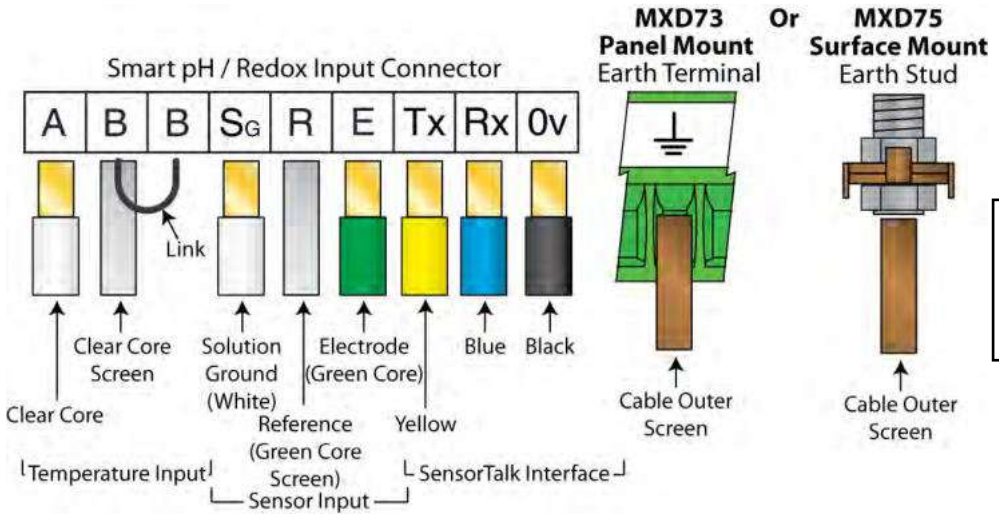 MXD73 Or MXD75
Panel Mount Surface Mount
Smart pH / Redox Input Connector Earth Terminal Earth Stud
A B B SG R E Tx Rx 0v
Link
Clear Core
Screen
Solution
Ground
(White)
Electrode
(Green Core)
Blue Black
Clear Core
Reference
(Green Core
Screen)
Yellow
Cable Outer
Screen
Cable Outer
Screen
Temperature Input
Sensor Input
SensorTalk Interface